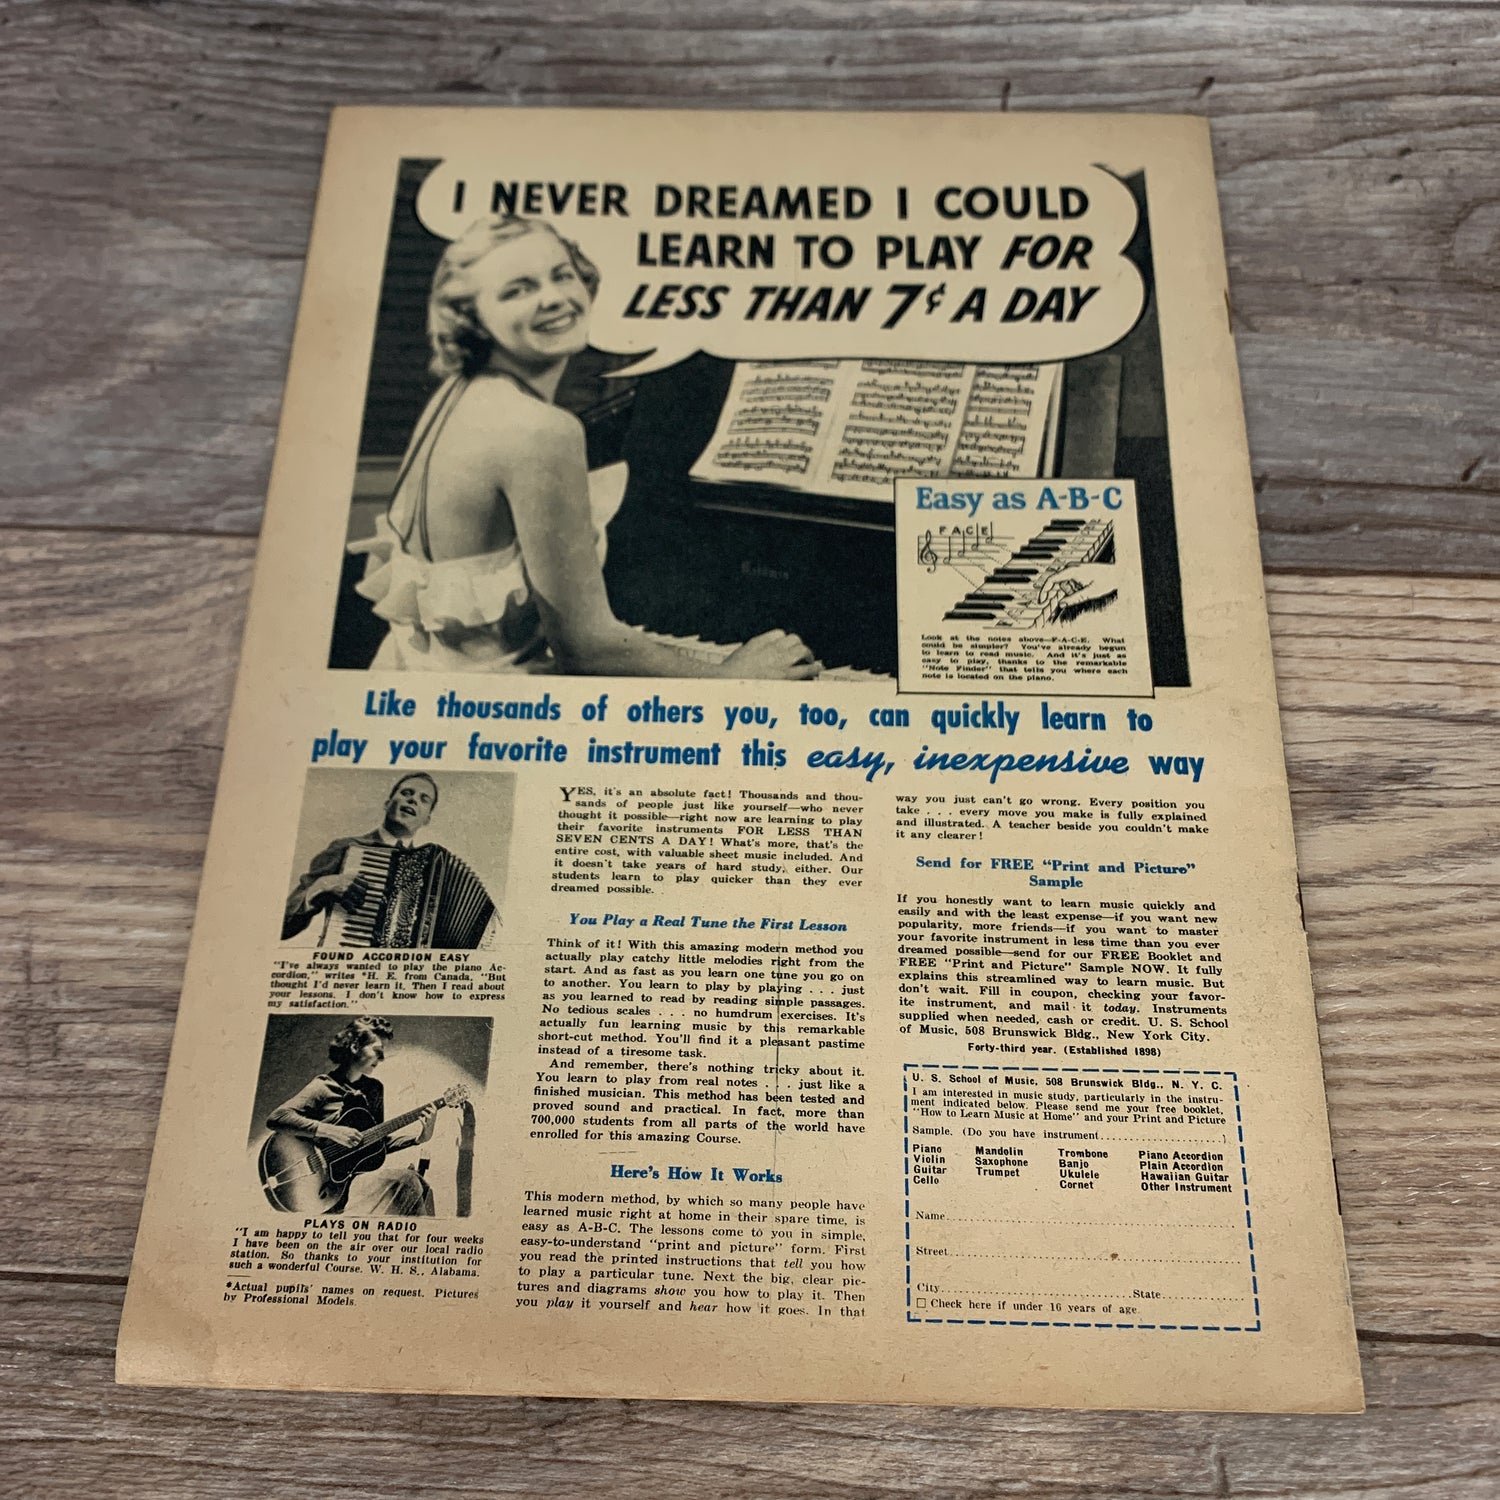 I NEVER DREAMED I COULD
LEARN TO PLAY FOR
LESS THAN 7¢ A DAY
Easy as A-B-C
F A C E
Look at the notes above—F-A-C-E. What
could be simpler? You've already begun
to learn to read music. And it's just as
easy to play, thanks to the remarkable
"Note Finder" that tells you where each
note is located on the piano.
Like thousands of others you, too, can quickly learn to
play your favorite instrument this easy, inexpensive way
FOUND ACCORDION EASY
"I've always wanted to play the piano Ac-
cordion," writes *H. E. from Canada. "But
thought I'd never learn it. Then I read about
your lessons. I don't know how to express
my satisfaction."
PLAYS ON RADIO
"I am happy to tell you that for four weeks
I have been on the air over our local radio
station. So thanks to your institution for
such a wonderful Course. W. H. S., Alabama.
*Actual pupils' names on request. Pictures
by Professional Models.
YES, it's an absolute fact! Thousands and thou-
sands of people just like yourself—who never
thought it possible—right now are learning to play
their favorite instruments FOR LESS THAN
SEVEN CENTS A DAY! What's more, that's the
entire cost, with valuable sheet music included. And
it doesn't take years of hard study, either. Our
students learn to play quicker than they ever
dreamed possible.
You Play a Real Tune the First Lesson
Think of it! With this amazing modern method you
actually play catchy little melodies right from the
start. And as fast as you learn one tune you go on
to another. You learn to play by playing . . . just
as you learned to read by reading simple passages.
No tedious scales . . . no humdrum exercises. It's
actually fun learning music by this remarkable
short-cut method. You'll find it a pleasant pastime
instead of a tiresome task.
And remember, there's nothing tricky about it.
You learn to play from real notes . . . just like a
finished musician. This method has been tested and
proved sound and practical. In fact, more than
700,000 students from all parts of the world have
enrolled for this amazing Course.
Here's How It Works
This modern method, by which so many people have
learned music right at home in their spare time, is
easy as A-B-C. The lessons come to you in simple,
easy-to-understand "print and picture" form. First
you read the printed instructions that tell you how
to play a particular tune. Next the big, clear pic-
tures and diagrams show you how to play it. Then
you play it yourself and hear how it goes. In that
way you just can't go wrong. Every position you
take . . . every move you make is fully explained
and illustrated. A teacher beside you couldn't make
it any clearer!
Send for FREE "Print and Picture"
Sample
If you honestly want to learn music quickly and
easily and with the least expense—if you want new
popularity, more friends—if you want to master
your favorite instrument in less time than you ever
dreamed possible—send for our FREE Booklet and
FREE "Print and Picture" Sample NOW. It fully
explains this streamlined way to learn music. But
don't wait. Fill in coupon, checking your favor-
ite instrument, and mail it today. Instruments
supplied when needed, cash or credit. U. S. School
of Music, 508 Brunswick Bldg., New York City.
Forty-third year. (Established 1898)
U. S. School of Music, 508 Brunswick Bldg., N. Y. C.
I am interested in music study, particularly in the instru-
ment indicated below. Please send me your free booklet,
"How to Learn Music at Home" and your Print and Picture
Sample. (Do you have instrument..............................)
Piano Mandolin Trombone Piano Accordion
Violin Saxophone Banjo Plain Accordion
Guitar Trumpet Ukulele Hawaiian Guitar
Cello Cornet Other Instrument
Name
Street
City State
Check here if under 16 years of age